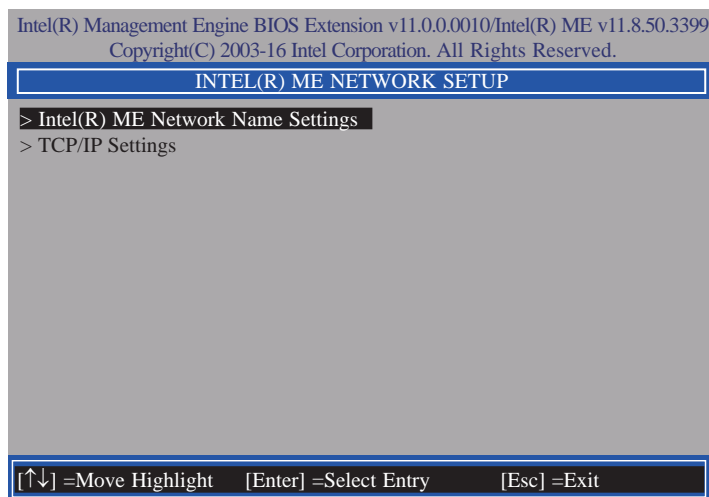 Intel(R) Management Engine BIOS Extension v11.0.0.0010/Intel(R) ME v11.8.50.3399
Copyright(C) 2003-16 Intel Corporation. All Rights Reserved.
INTEL(R) ME NETWORK SETUP
> Intel(R) ME Network Name Settings
> TCP/IP Settings
[↑↓] =Move Highlight [Enter] =Select Entry [Esc] =Exit